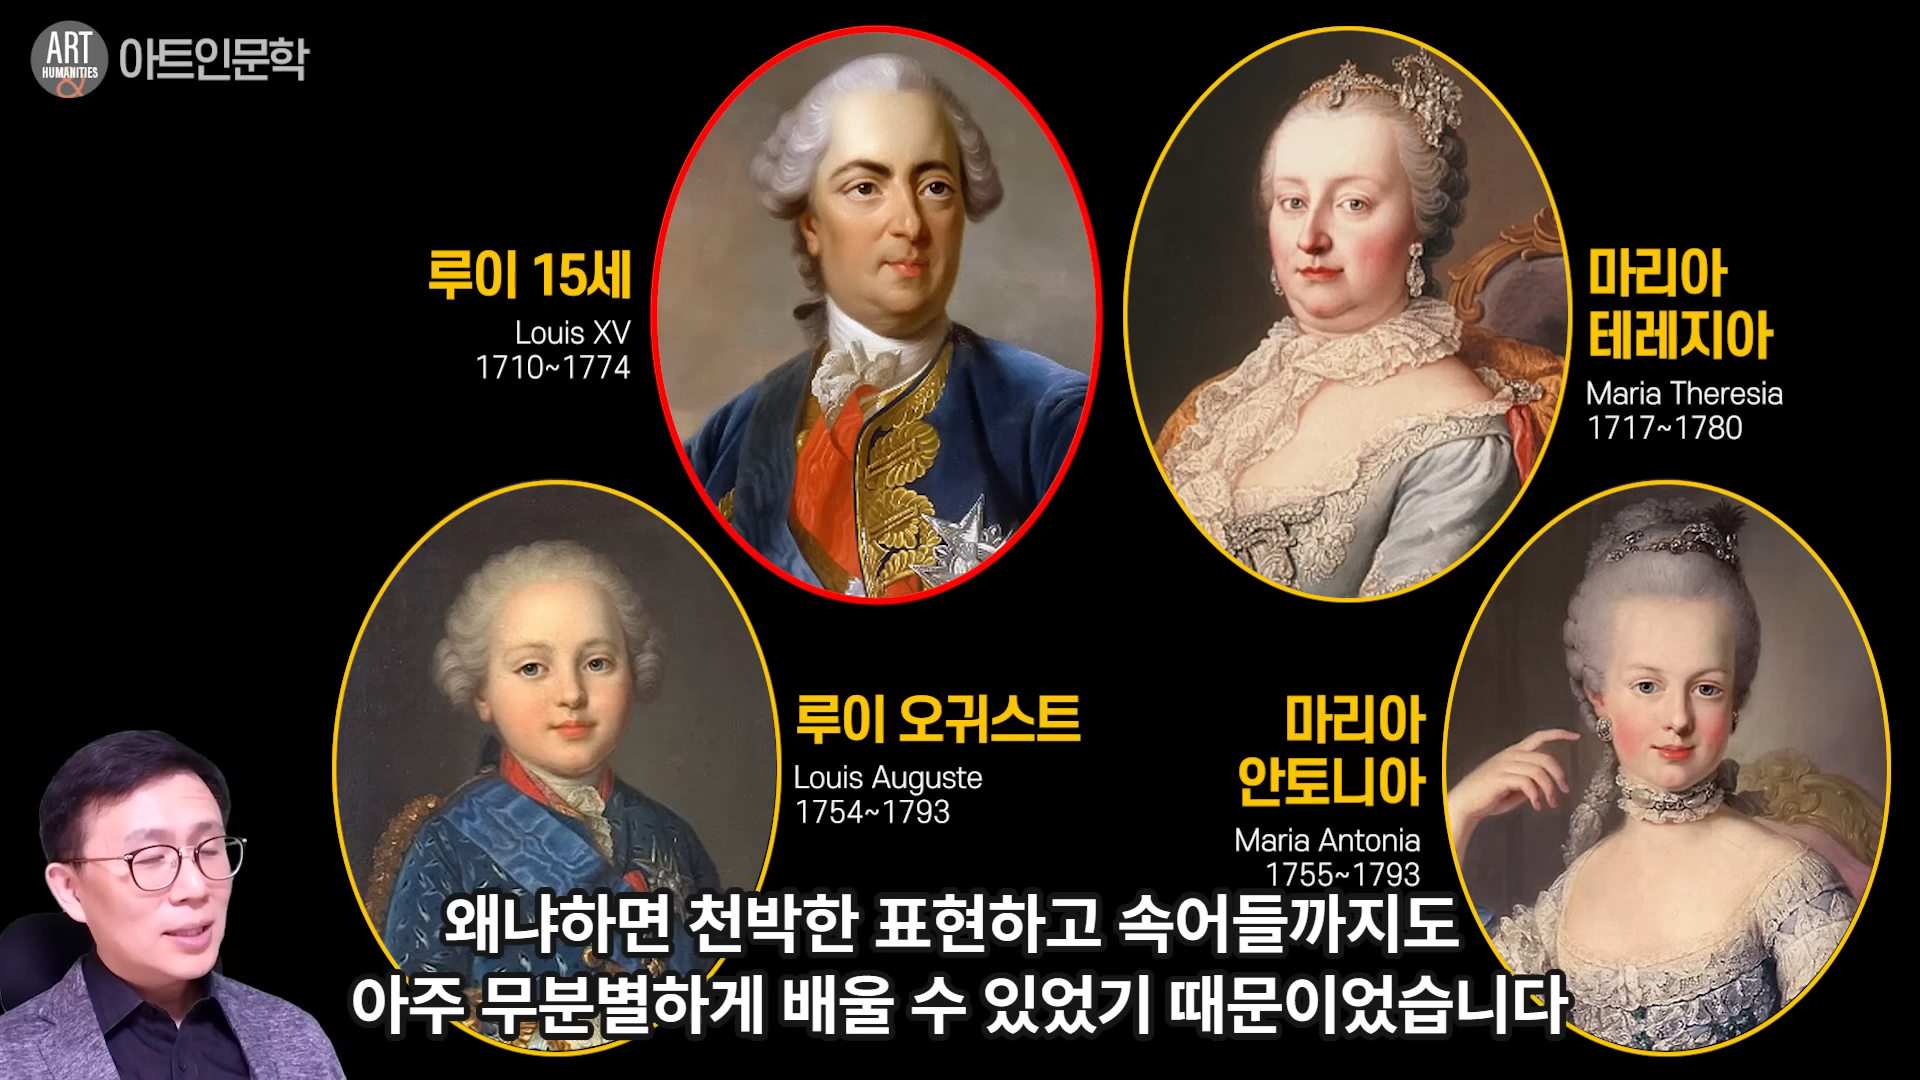 ART
HUMANITIES
&
아트인문학
루이 15세
Louis XV
1710~1774
마리아
테레지아
Maria Theresia
1717~1780
루이 오귀스트
Louis Auguste
1754~1793
마리아
안토니아
Maria Antonia
1755~1793
왜냐하면 천박한 표현하고 속어들까지도
아주 무분별하게 배울 수 있었기 때문이었습니다